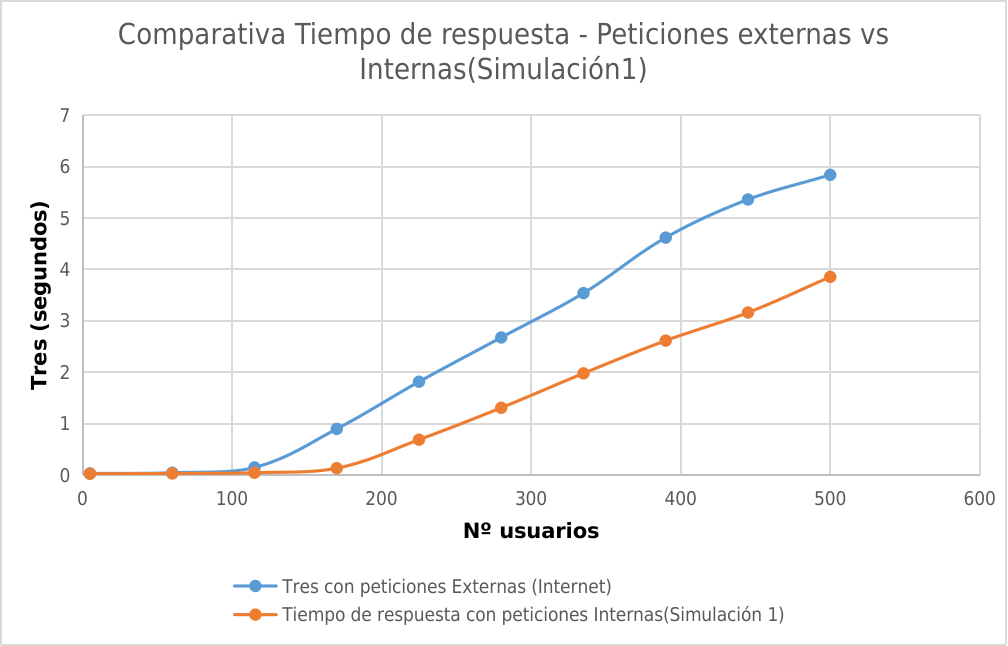 Comparativa Tiempo de respuesta - Peticiones externas vs
Internas(Simulación1)
7
6
5
4
3
2
1
0
Tres (segundos)
0 100 200 300 400 500 600
Nº usuarios
Tres con peticiones Externas (Internet)
Tiempo de respuesta con peticiones Internas(Simulación 1)